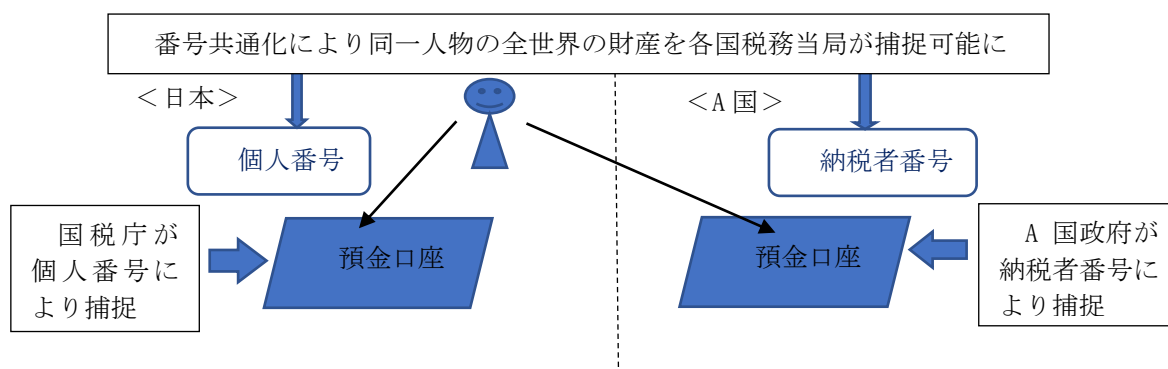 番号共通化により同一人物の全世界の財産を各国税務当局が捕捉可能に
＜日本＞
＜A国＞
個人番号
納税者番号
国税庁が
個人番号に
より捕捉
預金口座
預金口座
A 国政府が
納税者番号に
より捕捉